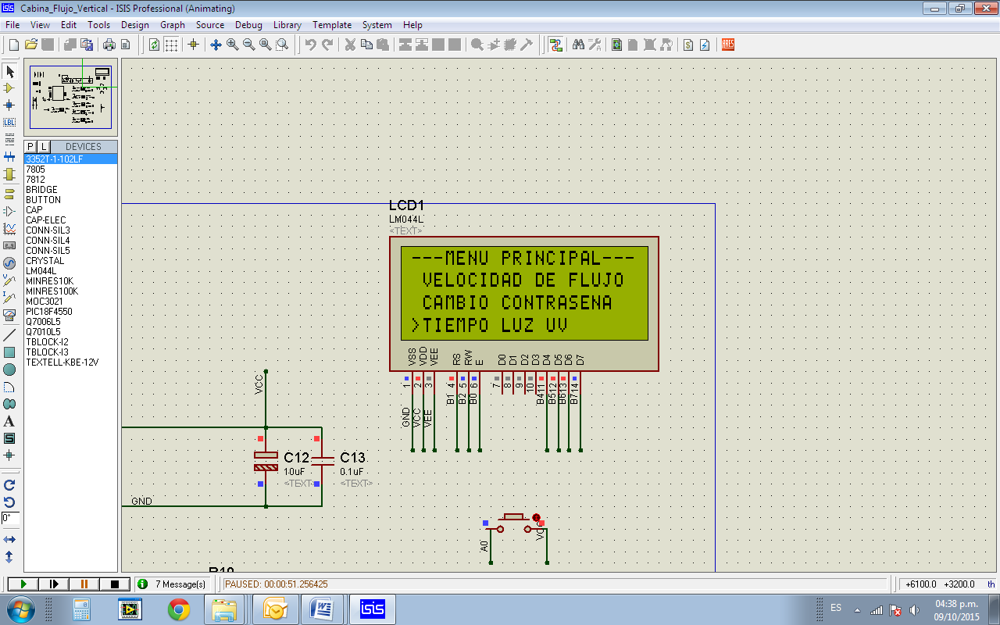 Cabina_Flujo_Vertical - ISIS Professional (Animating)
File View Edit Tools Design Graph Source Debug Library Template System Help
P L DEVICES
3352T-1-102LF
7805
7812
BRIDGE
BUTTON
CAP
CAP-ELEC
CONN-SIL3
CONN-SIL4
CONN-SIL5
CRYSTAL
LM044L
MINRES10K
MINRES100K
MOC3021
PIC18F4550
Q7006L5
Q7010L5
TBLOCK-I2
TBLOCK-I3
TEXTELL-KBE-12V
LBL
A
S
0°
ARES
LCD1
LM044L
<TEXT>
---MENU PRINCIPAL---
VELOCIDAD DE FLUJO
CAMBIO CONTRASENA
>TIEMPO LUZ UV
VSS VDD VEE RS RW E D0 D1 D2 D3 D4 D5 D6 D7
1 2 3 4 5 6 7 8 9 10 11 12 13 14
GND VCC VEE B1 B2 B0 B4 B5 B6 B7
VCC
C12
10uF
<TEXT>
C13
0.1uF
<TEXT>
GND
A0
7 Message(s)
PAUSED: 00:00:51.256425
+6100.0 +3200.0 th
isis
ES
04:38 p.m.
09/10/2015